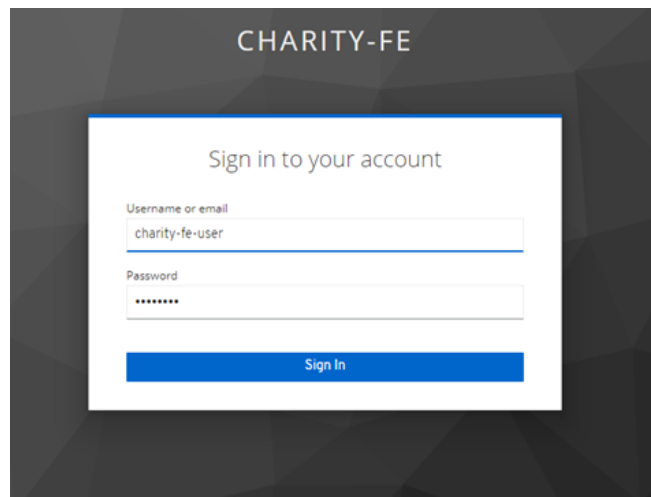 CHARITY-FE
Sign in to your account
Username or email
charity-fe-user
Password
••••••••
Sign In